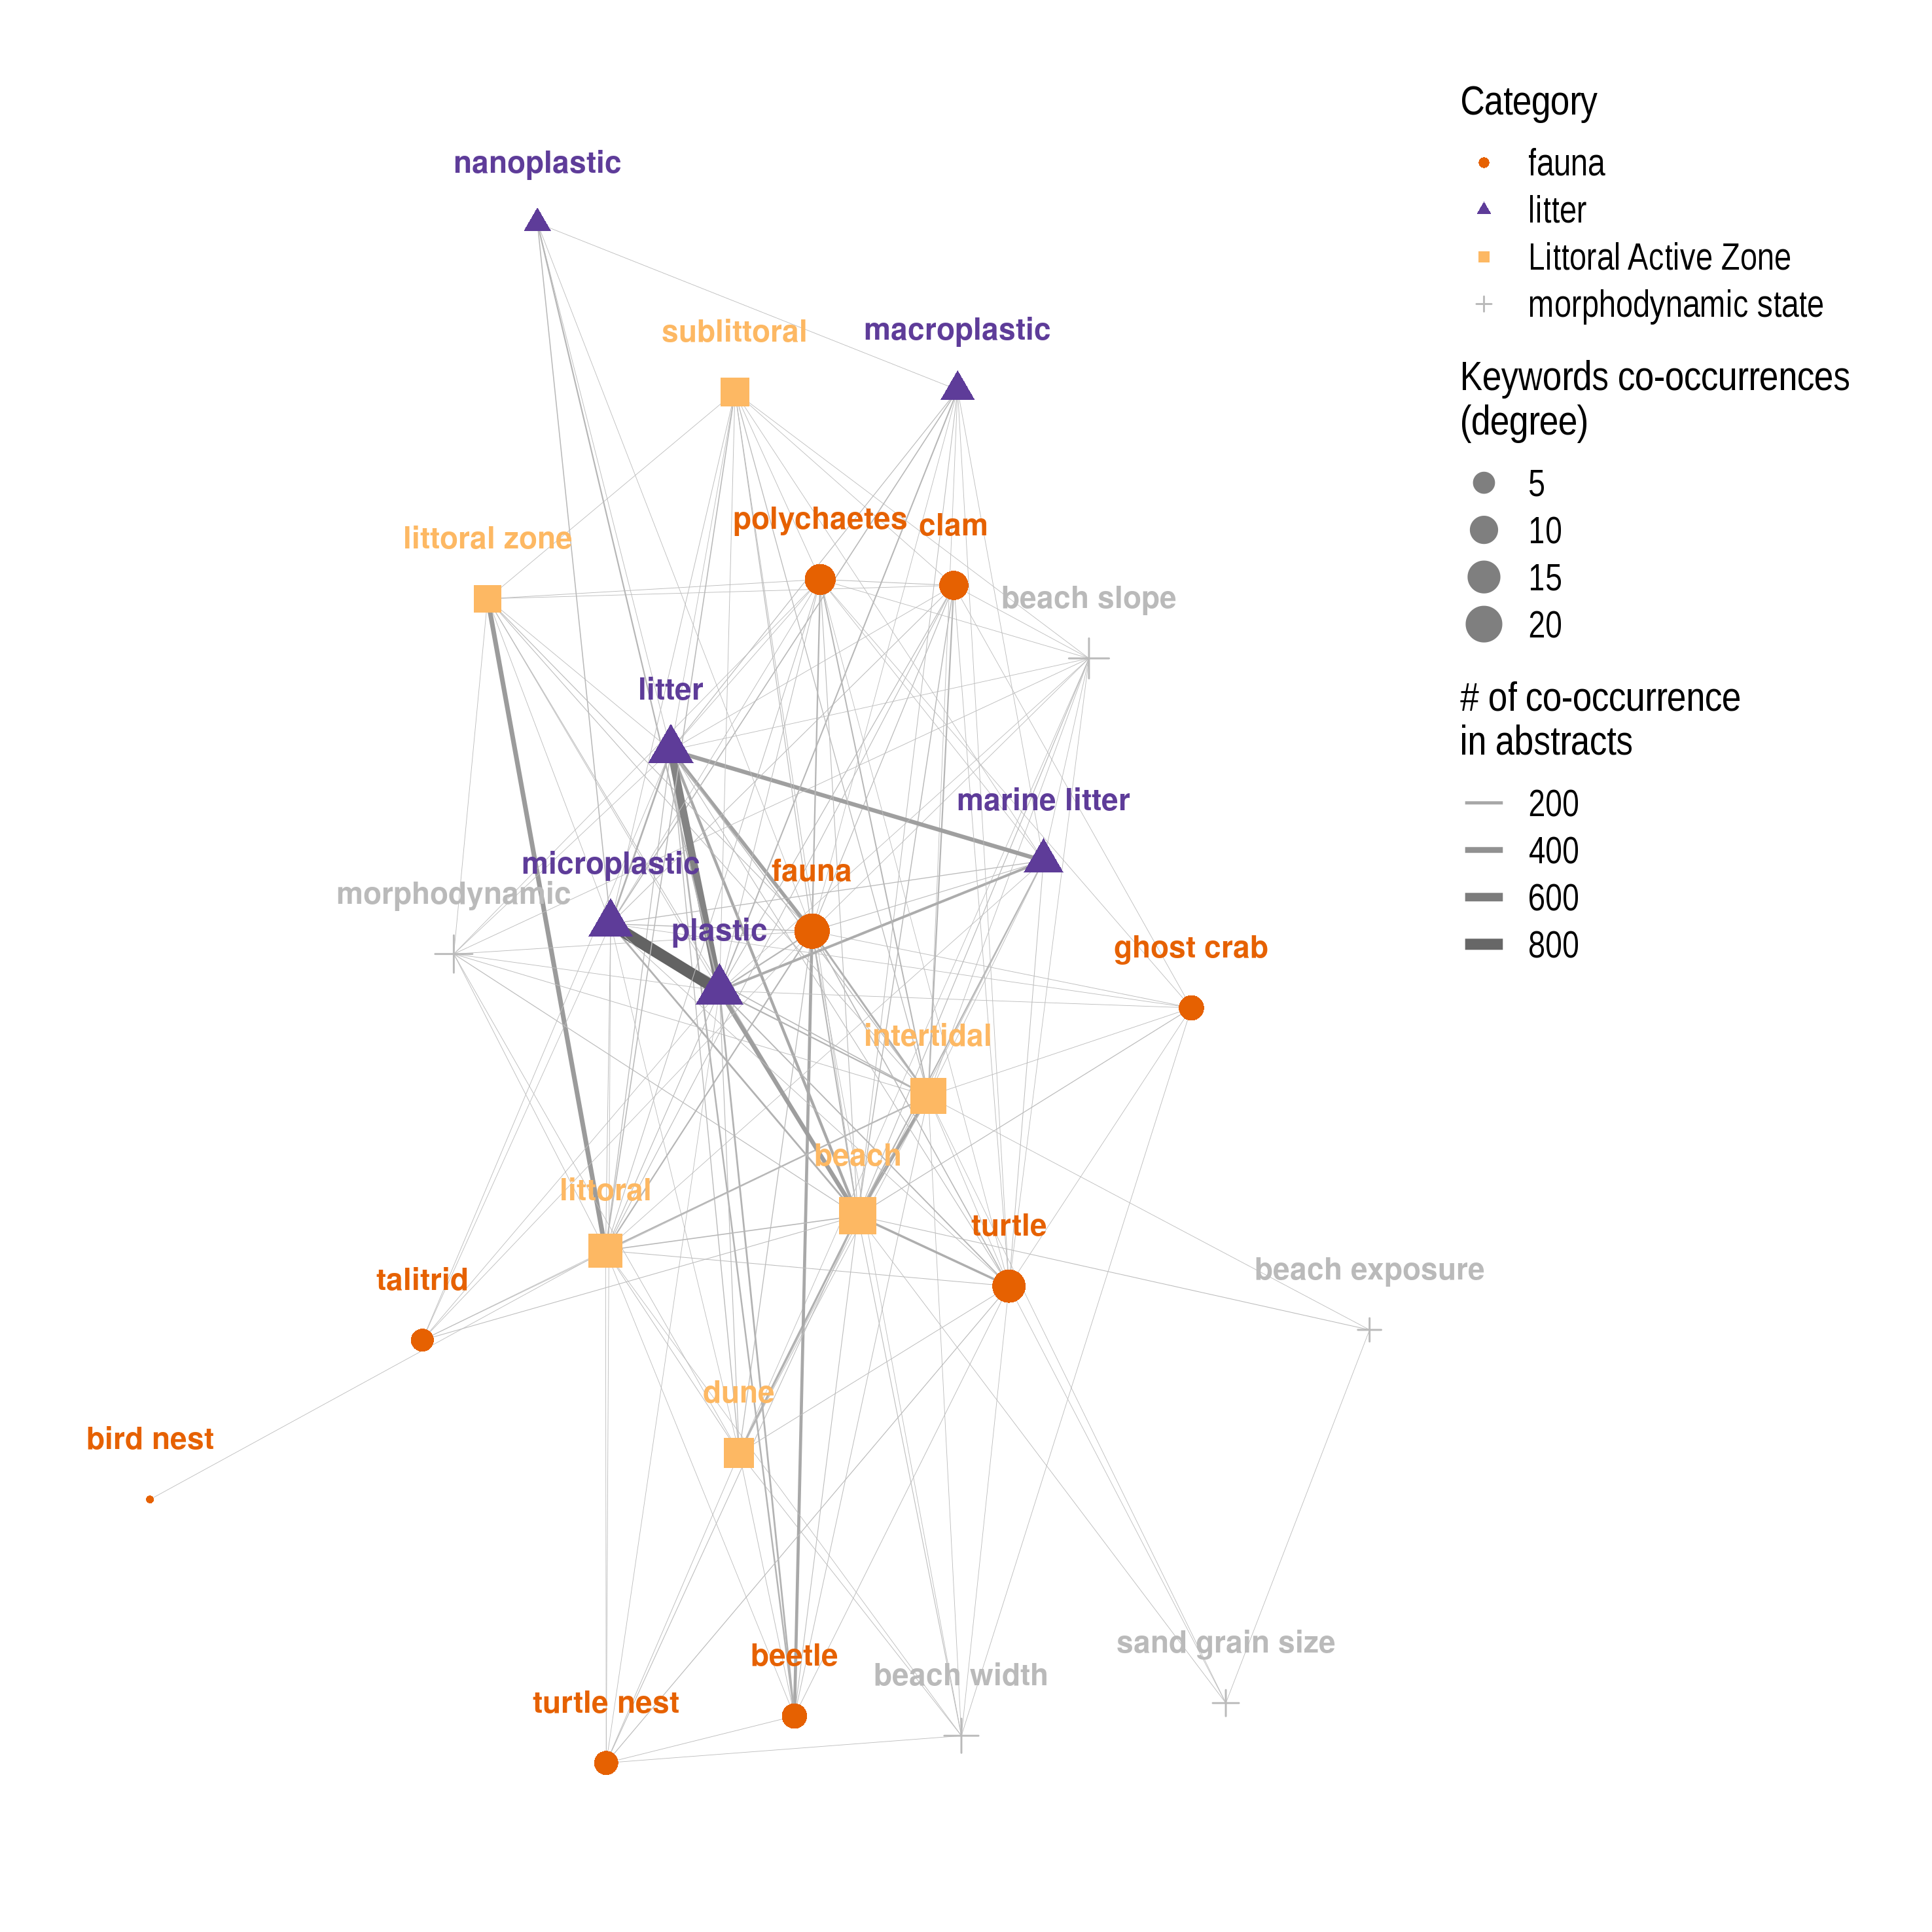 Category
fauna
litter
Littoral Active Zone
morphodynamic state
Keywords co-occurrences
(degree)
5
10
15
20
# of co-occurrence
in abstracts
200
400
600
800
nanoplastic
sublittoral
macroplastic
polychaetes
clam
littoral zone
beach slope
litter
marine litter
microplastic
fauna
morphodynamic
plastic
ghost crab
intertidal
beach
littoral
turtle
talitrid
beach exposure
dune
bird nest
sand grain size
beetle
beach width
turtle nest